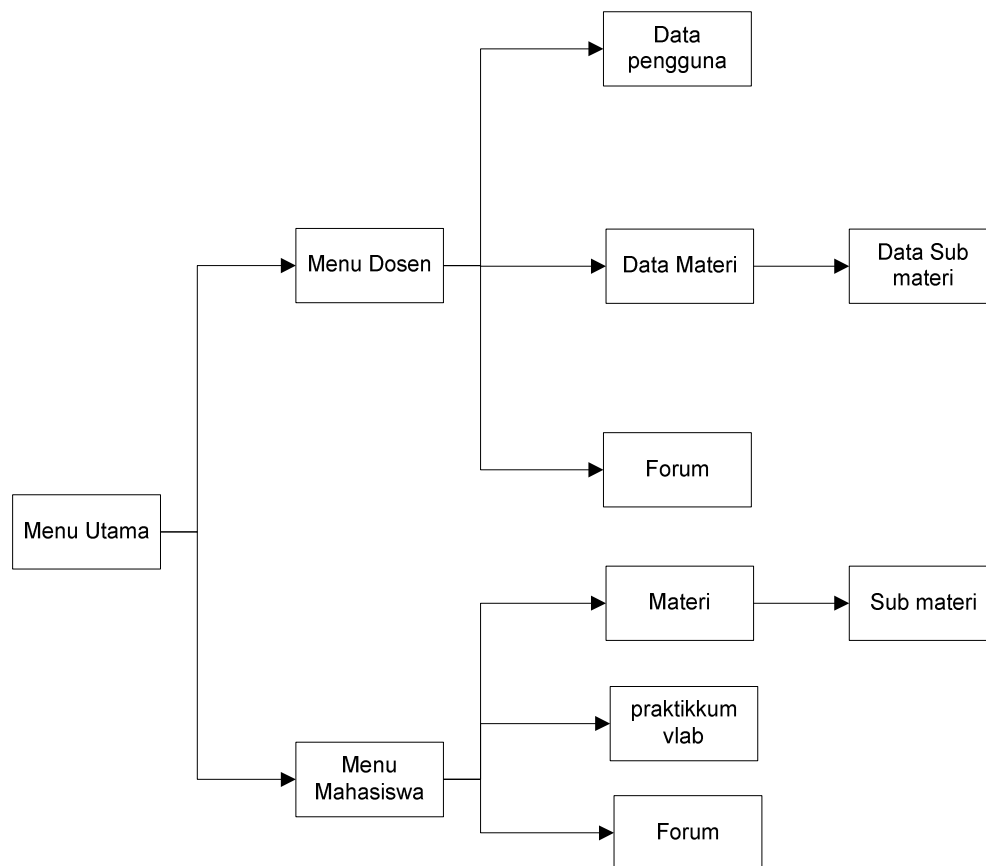 Data
pengguna
Menu Dosen
Data Materi
Data Sub
materi
Forum
Menu Utama
Materi
Sub materi
praktikkum
vlab
Menu
Mahasiswa
Forum